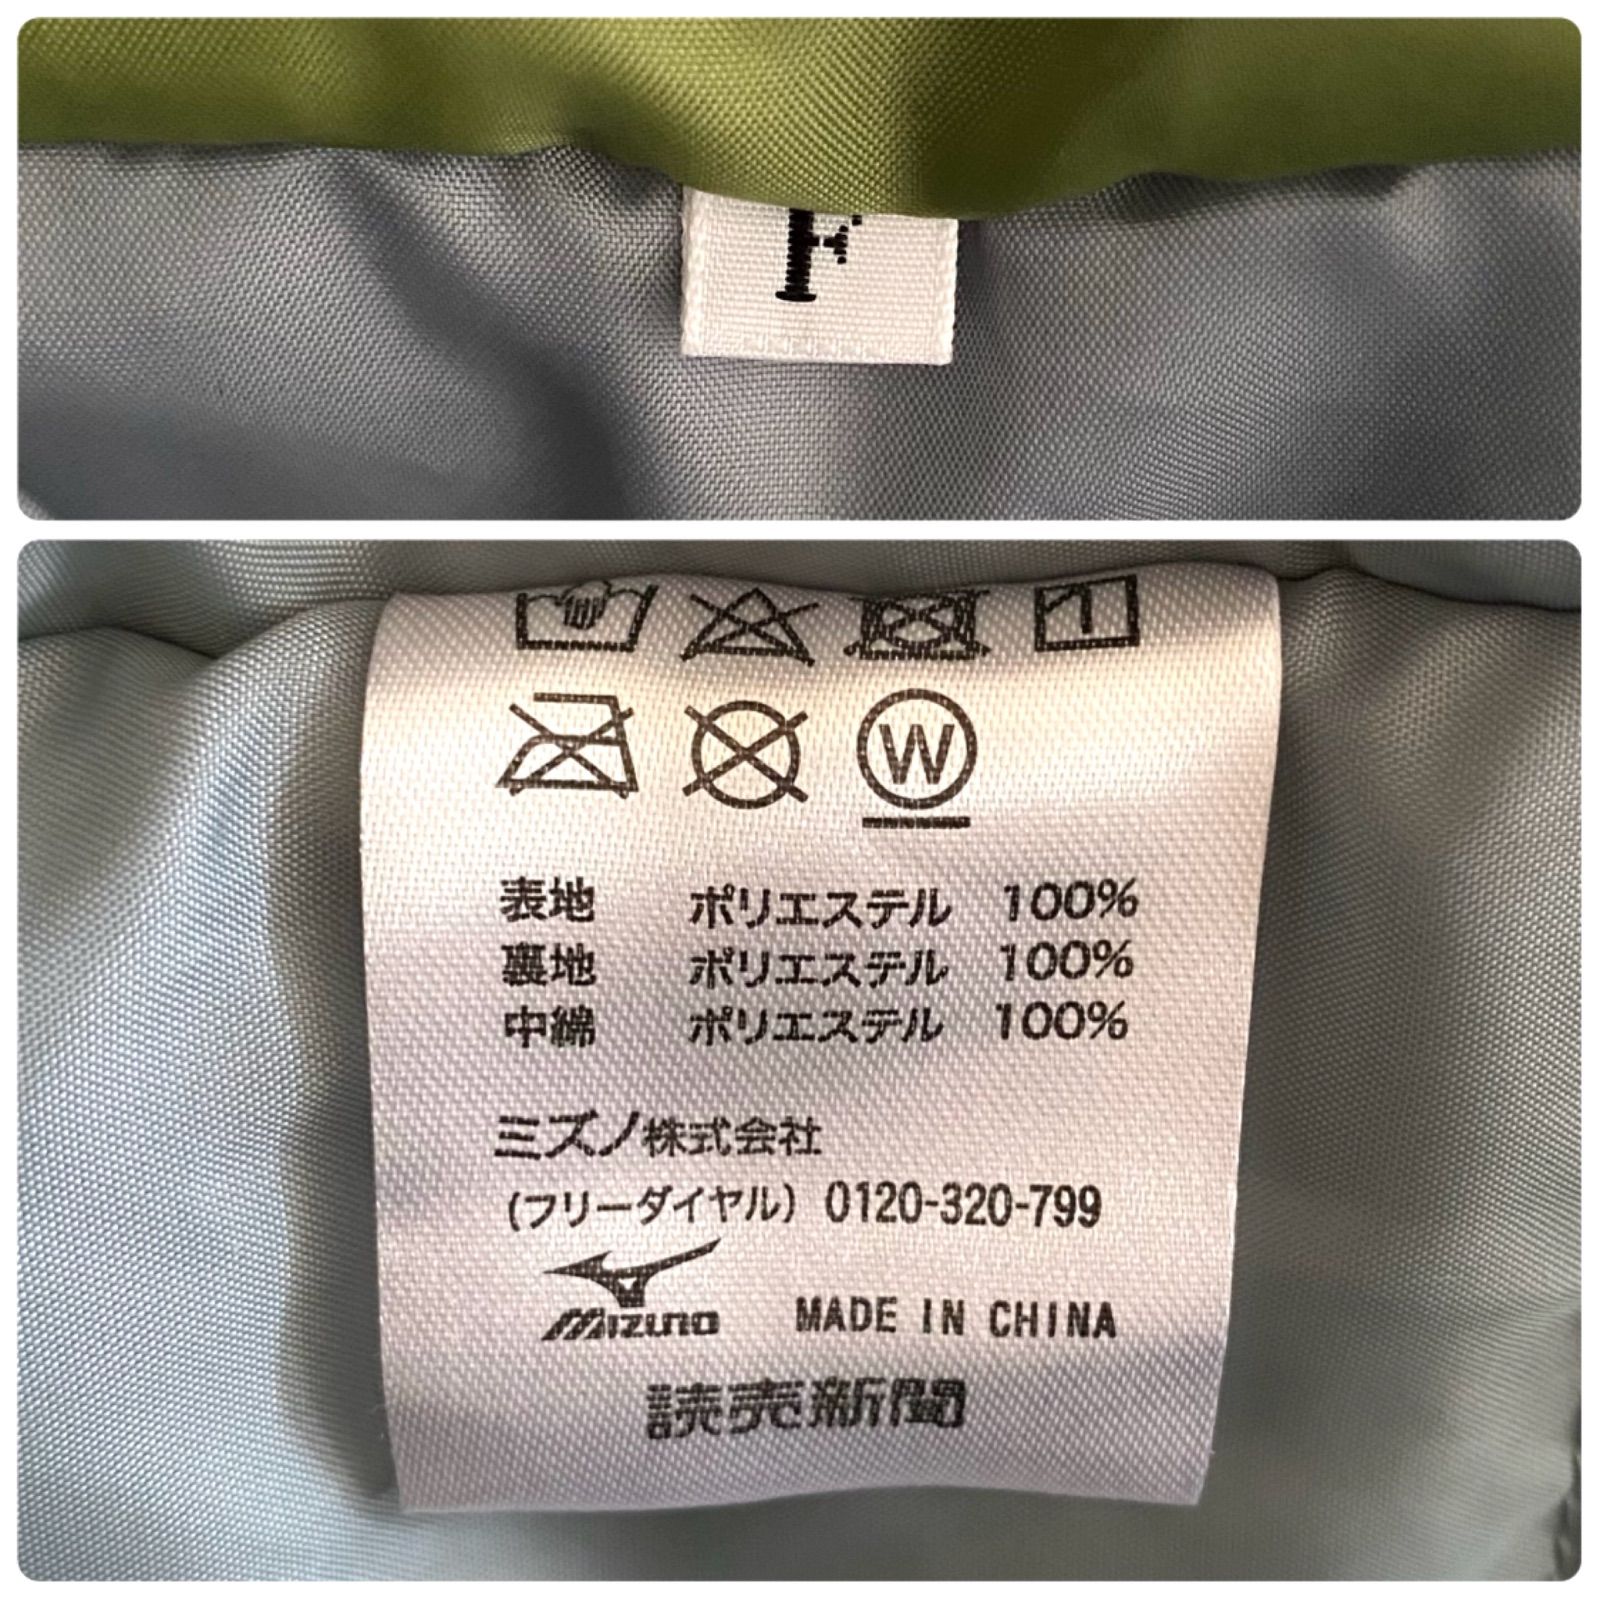 F
W
表地 ポリエステル 100%
裏地 ポリエステル 100%
中綿 ポリエステル 100%
ミズノ株式会社
(フリーダイヤル) 0120-320-799
MIZUNO MADE IN CHINA
読売新聞